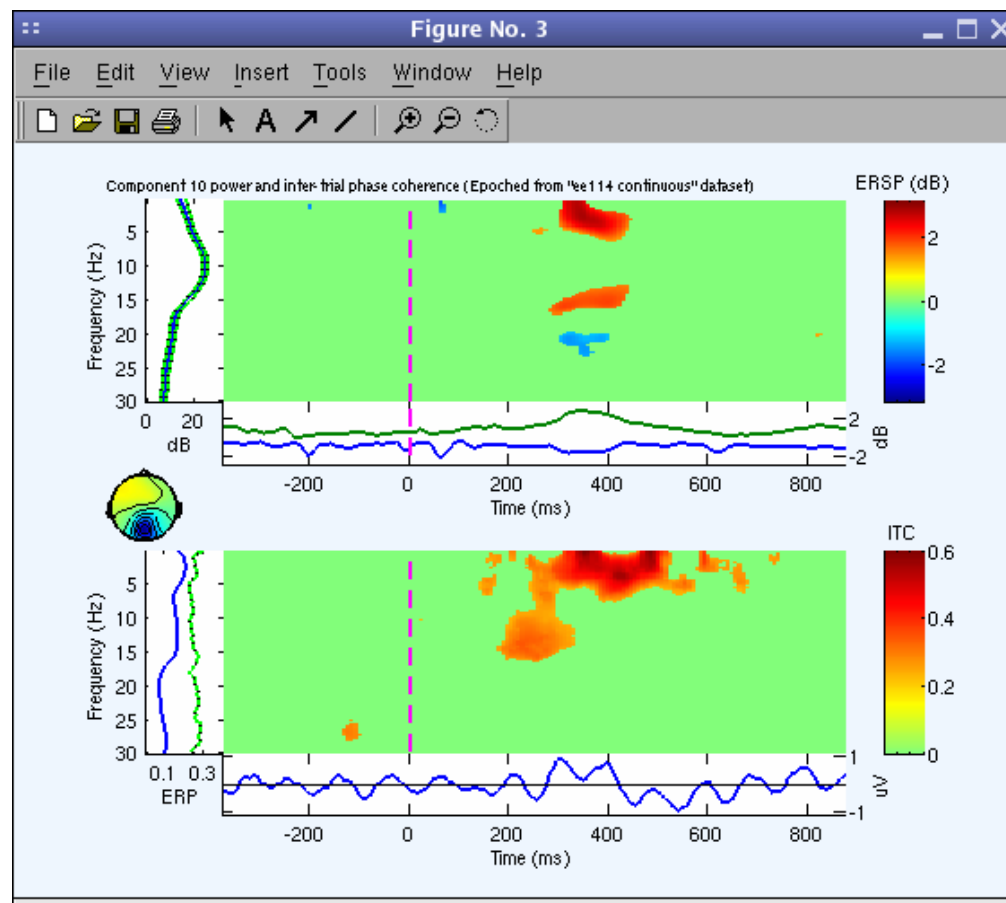 Figure No. 3
File Edit View Insert Tools Window Help
A
Component 10 power and inter-trial phase coherence (Epoched from "ee114 continuous" dataset)
ERSP (dB)
Frequency (Hz)
5
10
15
20
25
30
0 20
dB
2
0
-2
2
-2
dB
-200 0 200 400 600 800
Time (ms)
ITC
Frequency (Hz)
5
10
15
20
25
30
0.1 0.3
ERP
0.6
0.4
0.2
0
1
-1
uV
-200 0 200 400 600 800
Time (ms)